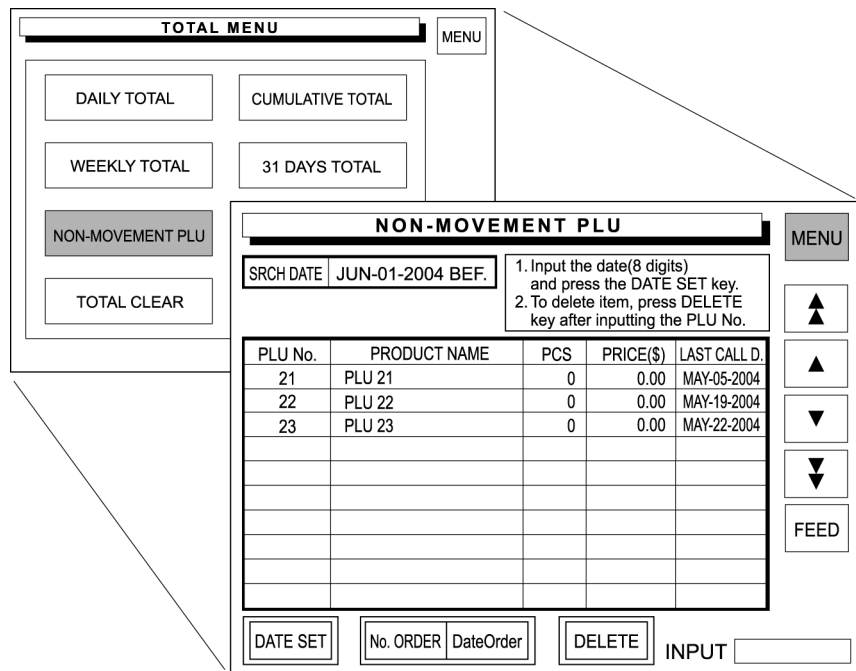 TOTAL MENU
MENU
DAILY TOTAL
CUMULATIVE TOTAL
WEEKLY TOTAL
31 DAYS TOTAL
NON-MOVEMENT PLU
TOTAL CLEAR
NON-MOVEMENT PLU
MENU
SRCH DATE JUN-01-2004 BEF.
1. Input the date(8 digits)
and press the DATE SET key.
2. To delete item, press DELETE
key after inputting the PLU No.
PLU No. PRODUCT NAME PCS PRICE($) LAST CALL D.
21 PLU 21 0 0.00 MAY-05-2004
22 PLU 22 0 0.00 MAY-19-2004
23 PLU 23 0 0.00 MAY-22-2004
FEED
DATE SET No. ORDER DateOrder DELETE INPUT